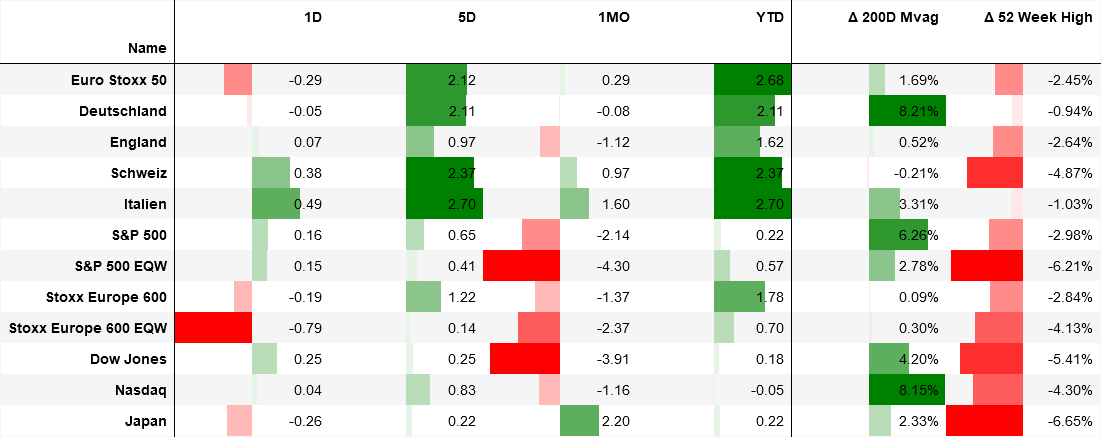 1D 5D 1MO YTD Δ 200D Mvag Δ 52 Week High
Name
Euro Stoxx 50 -0.29 2.12 0.29 2.68 1.69% -2.45%
Deutschland -0.05 2.11 -0.08 2.11 8.21% -0.94%
England 0.07 0.97 -1.12 1.62 0.52% -2.64%
Schweiz 0.38 2.37 0.97 2.37 -0.21% -4.87%
Italien 0.49 2.70 1.60 2.70 3.31% -1.03%
S&P 500 0.16 0.65 -2.14 0.22 6.26% -2.98%
S&P 500 EQW 0.15 0.41 -4.30 0.57 2.78% -6.21%
Stoxx Europe 600 -0.19 1.22 -1.37 1.78 0.09% -2.84%
Stoxx Europe 600 EQW -0.79 0.14 -2.37 0.70 0.30% -4.13%
Dow Jones 0.25 0.25 -3.91 0.18 4.20% -5.41%
Nasdaq 0.04 0.83 -1.16 -0.05 8.15% -4.30%
Japan -0.26 0.22 2.20 0.22 2.33% -6.65%